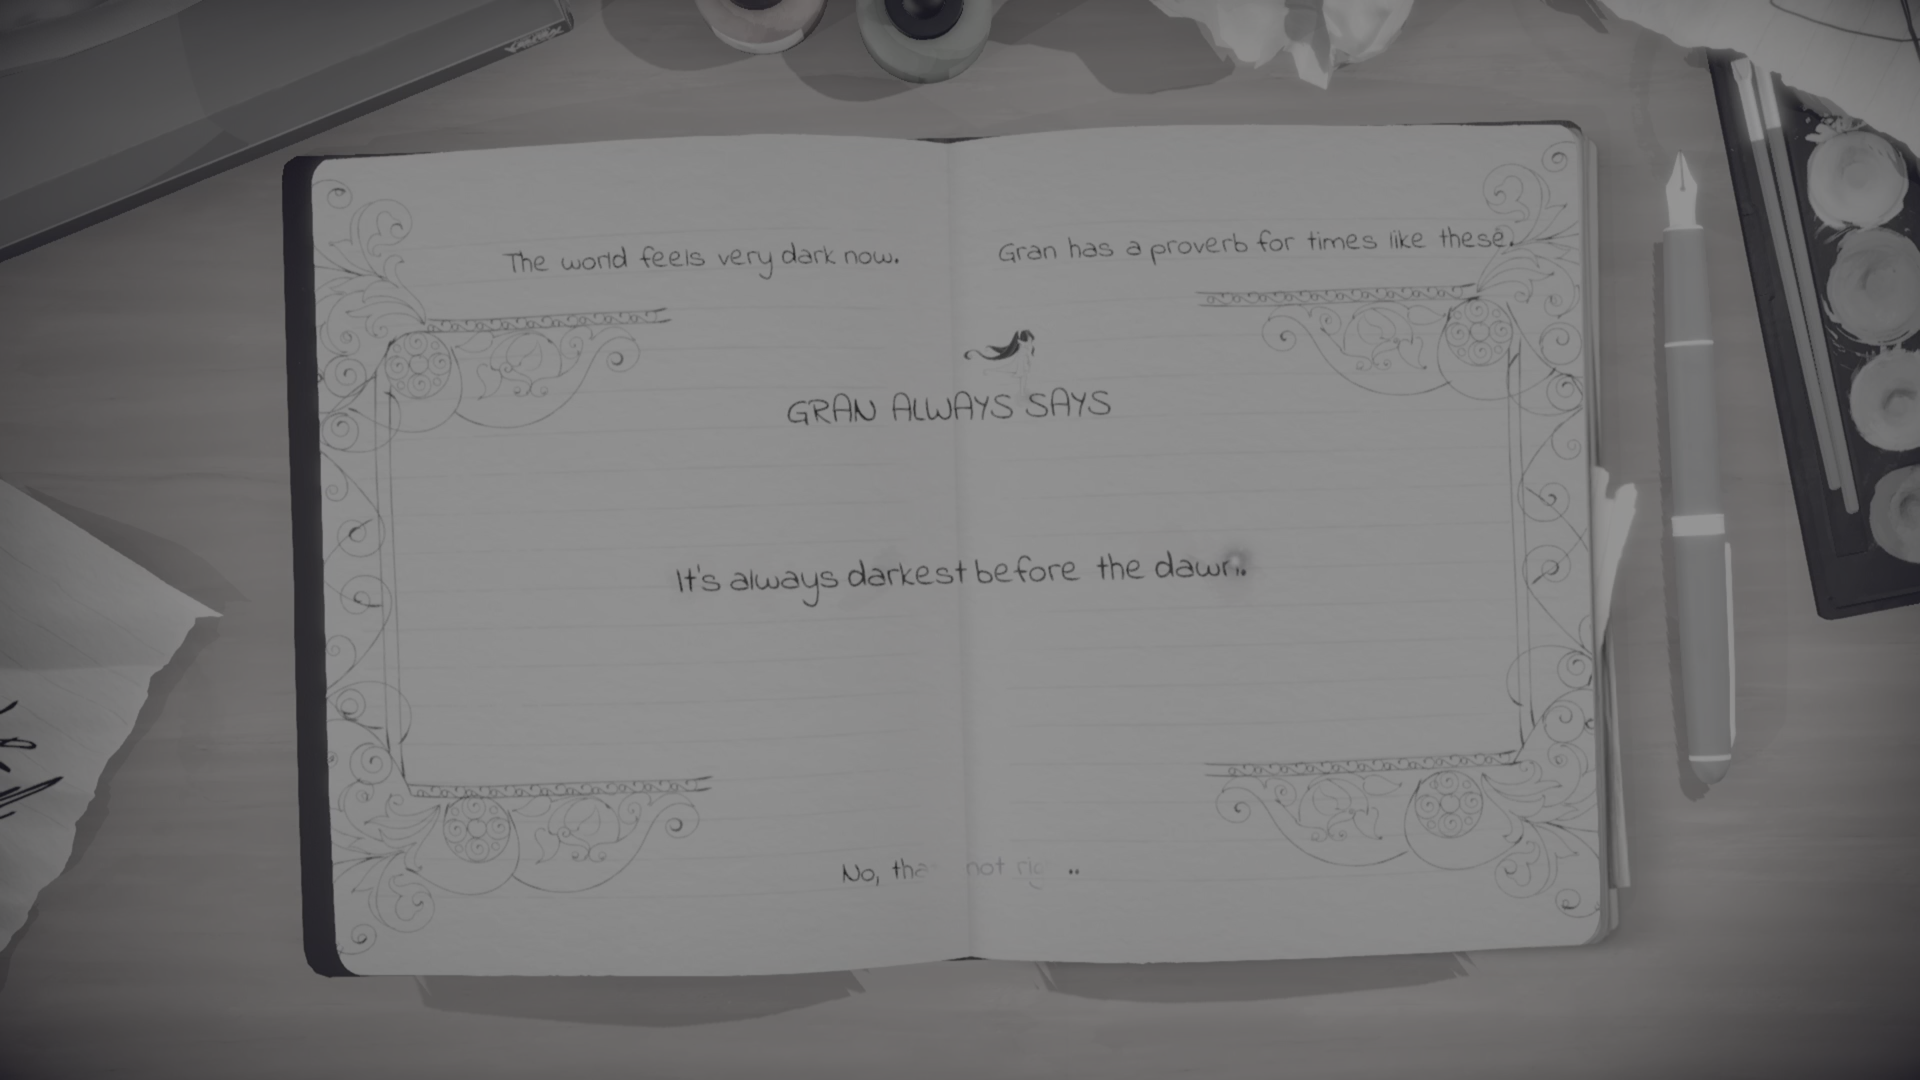 The world feels very dark now.
Gran has a proverb for times like these.
GRAN ALWAYS SAYS
It's always darkest before the dawn.
No, not